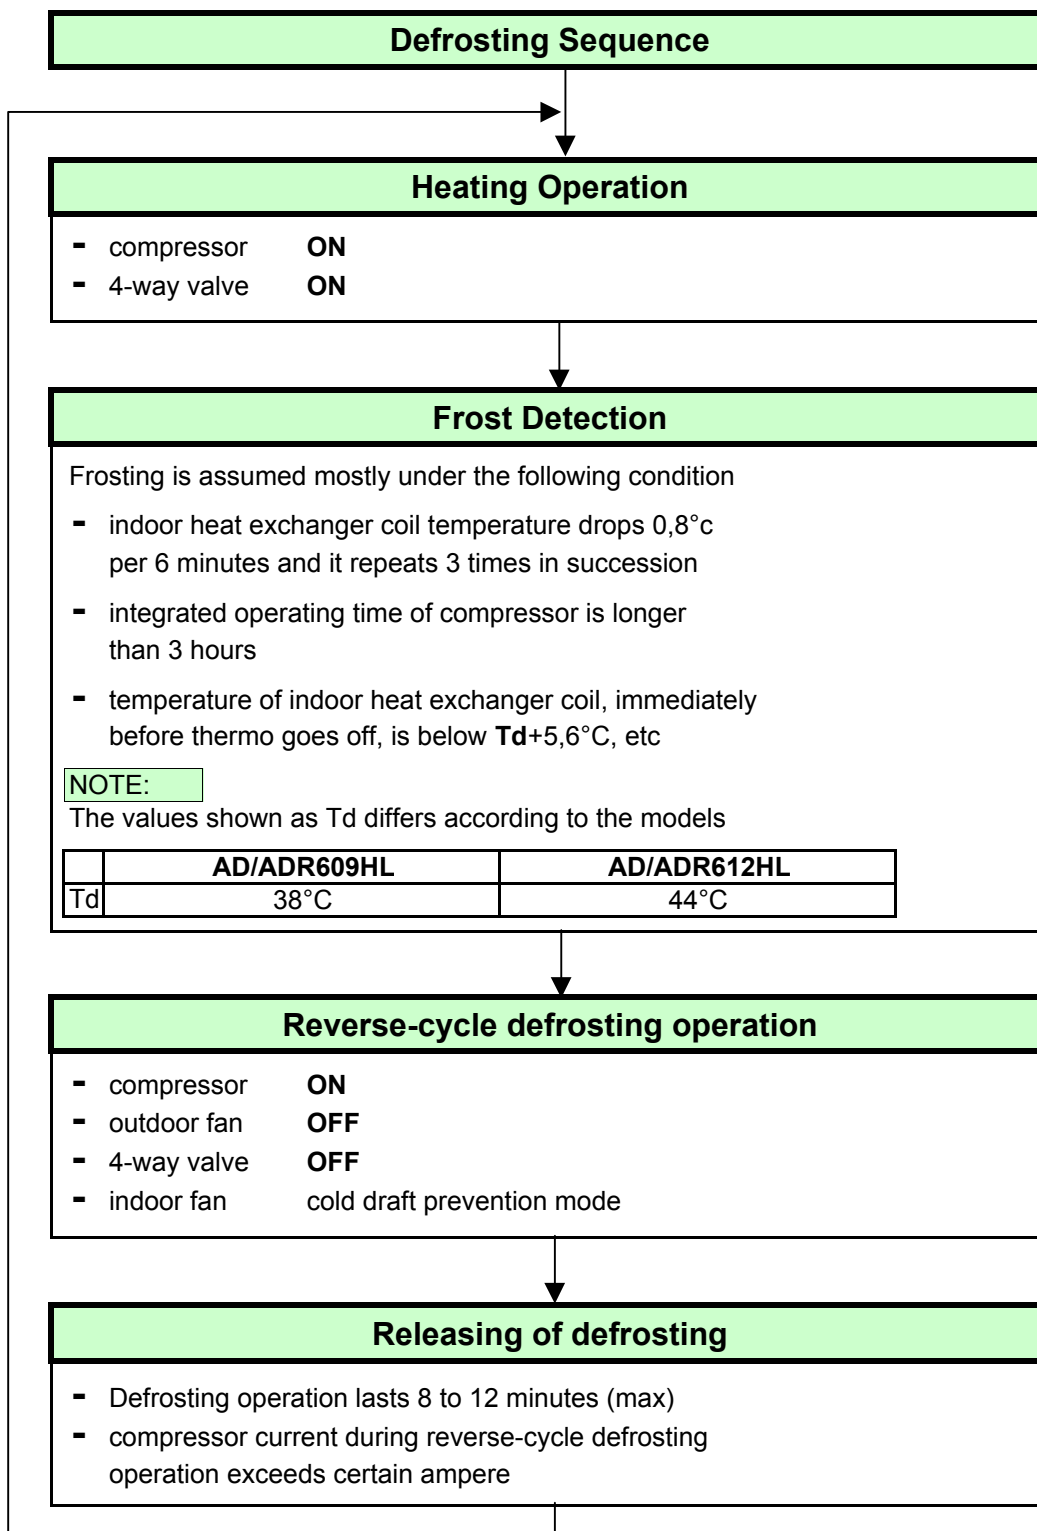 Defrosting Sequence
Heating Operation
- compressor ON
- 4-way valve ON
Frost Detection
Frosting is assumed mostly under the following condition
- indoor heat exchanger coil temperature drops 0,8°c
per 6 minutes and it repeats 3 times in succession
- integrated operating time of compressor is longer
than 3 hours
- temperature of indoor heat exchanger coil, immediately
before thermo goes off, is below Td+5,6°C, etc
NOTE:
The values shown as Td differs according to the models
AD/ADR609HL AD/ADR612HL
Td 38°C 44°C
Reverse-cycle defrosting operation
- compressor ON
- outdoor fan OFF
- 4-way valve OFF
- indoor fan cold draft prevention mode
Releasing of defrosting
- Defrosting operation lasts 8 to 12 minutes (max)
- compressor current during reverse-cycle defrosting
operation exceeds certain ampere